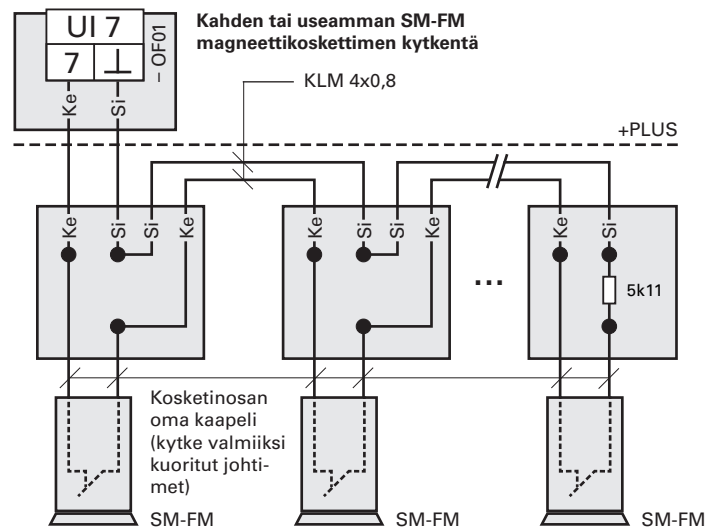 UI 7
7 ⊥
– OF01
Kahden tai useamman SM-FM
magneettikoskettimen kytkentä
KLM 4x0,8
Ke
Si
+PLUS
Ke
Si
Si
Ke
Ke
Si
Si
Ke
Ke
Si
...
5k11
Kosketinosan
oma kaapeli
(kytke valmiiksi
kuoritut johti-
met)
SM-FM
SM-FM
SM-FM